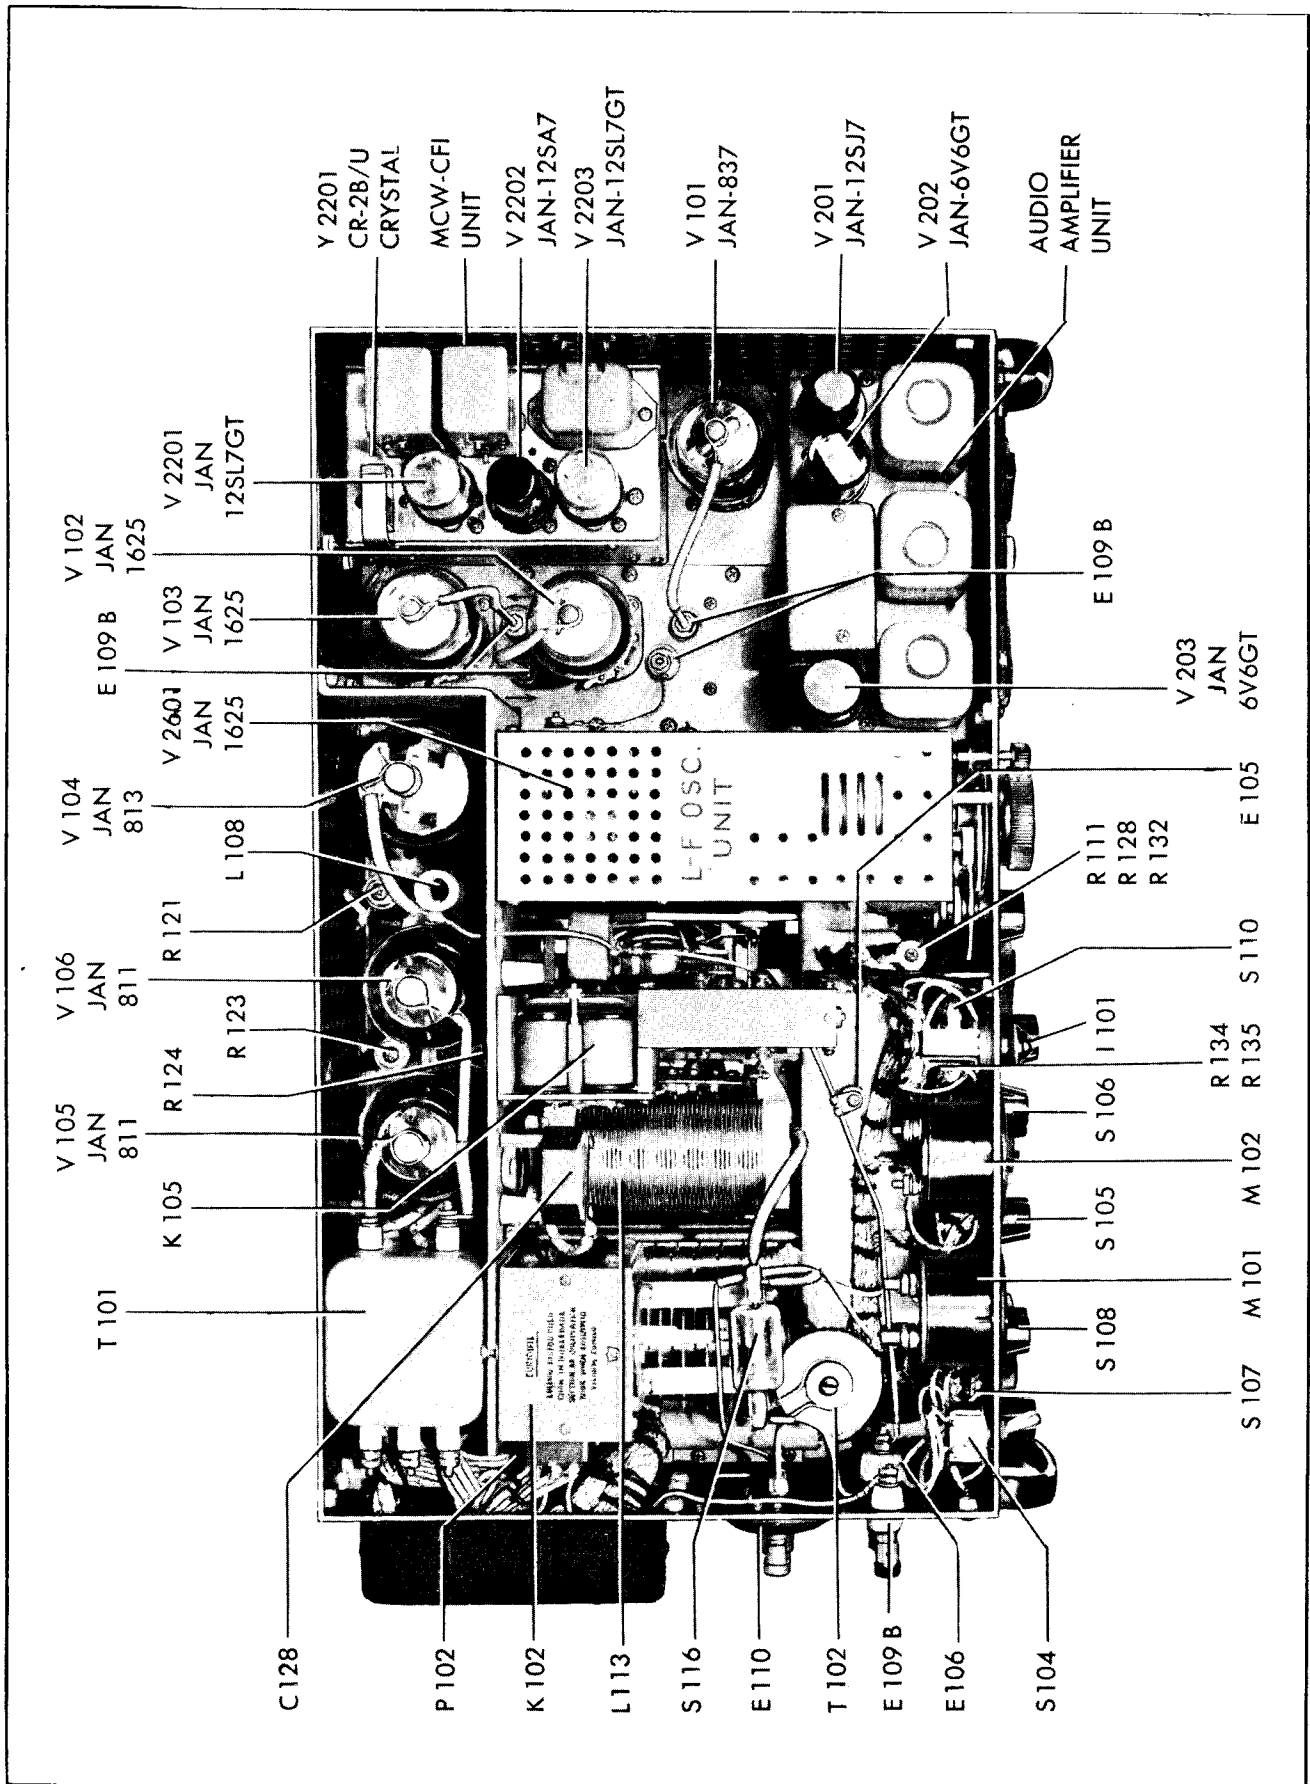 T 101
K 105
V 105
JAN
811
R 124
R 123
V 106
JAN
811
R 121
L 108
V 104
JAN
813
V 2601
JAN
1625
E 109 B
V 103
JAN
1625
V 102
JAN
1625
V 2201
JAN
12SL7GT
C128
P 102
K 102
L113
S 116
E 110
T 102
E 109 B
E 106
S104
L-F OSC.
UNIT
Y 2201
CR-2B/U
CRYSTAL
MCW-CFI
UNIT
V 2202
JAN-12SA7
V 2203
JAN-12SL7GT
V 101
JAN-837
V 201
JAN-12SJ7
V 202
JAN-6V6GT
AUDIO
AMPLIFIER
UNIT
E 109 B
V 203
JAN
6V6GT
E 105
R 111
R 128
R 132
S 110
I 101
R 134
R 135
S 106
M 102
S 105
M 101
S 108
S 107